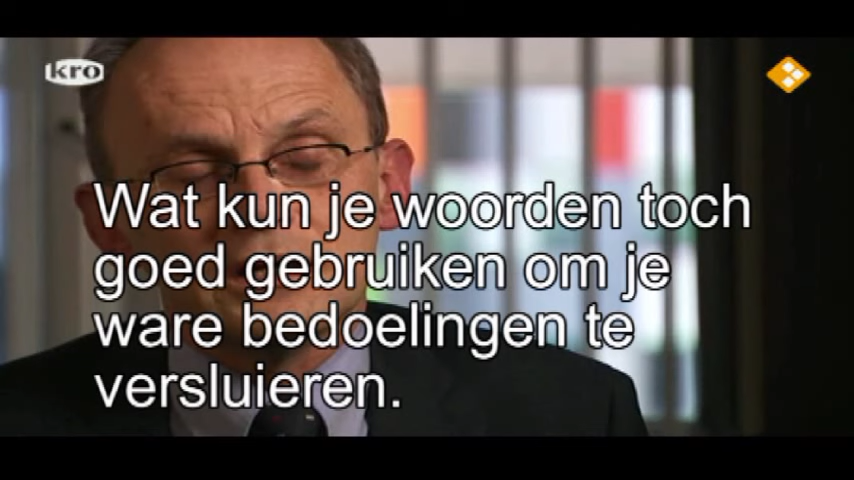 kro
Wat kun je woorden toch
goed gebruiken om je
ware bedoelingen te
versluieren.